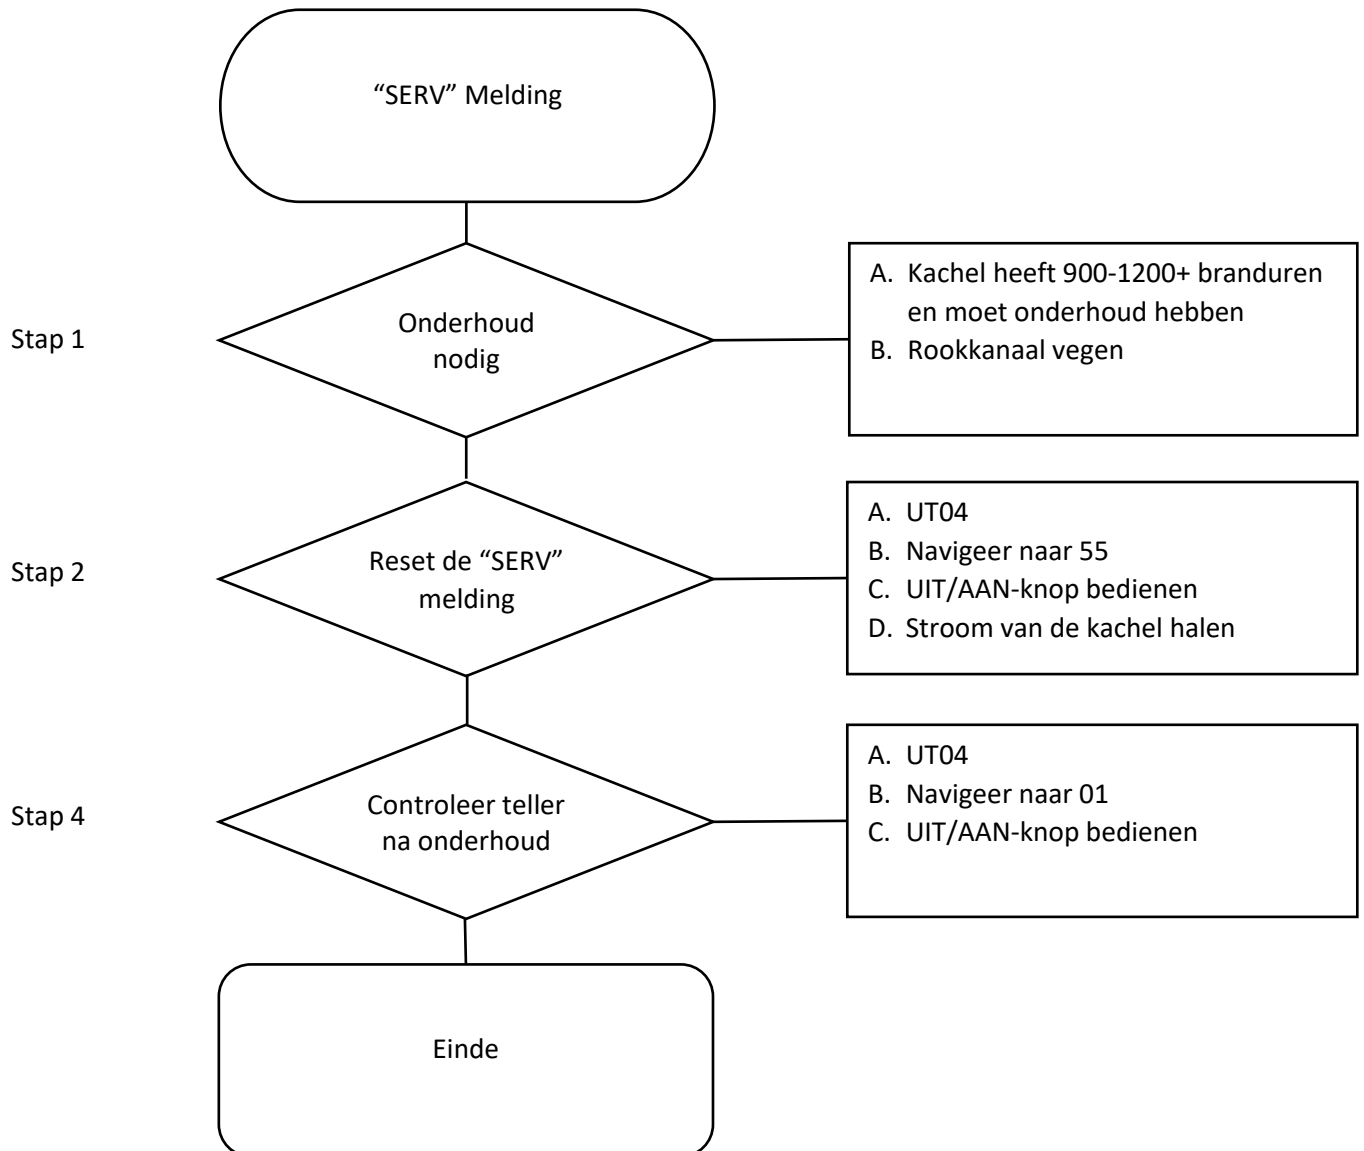 “SERV” Melding
Stap 1
Onderhoud
nodig
A. Kachel heeft 900-1200+ branduren
en moet onderhoud hebben
B. Rookkanaal vegen
Stap 2
Reset de “SERV”
melding
A. UT04
B. Navigeer naar 55
C. UIT/AAN-knop bedienen
D. Stroom van de kachel halen
Stap 4
Controleer teller
na onderhoud
A. UT04
B. Navigeer naar 01
C. UIT/AAN-knop bedienen
Einde